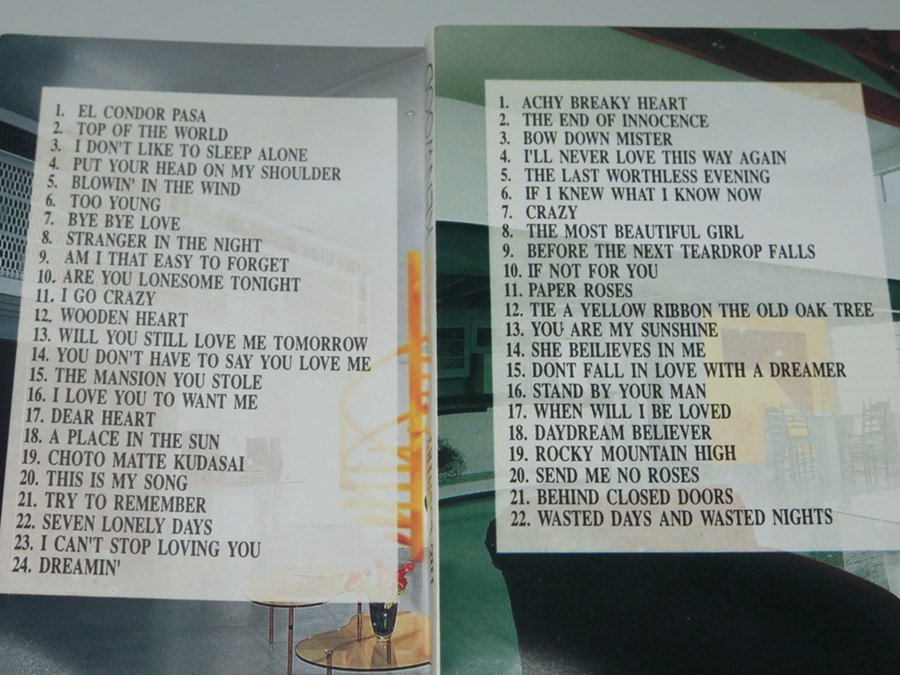 1. EL CONDOR PASA
2. TOP OF THE WORLD
3. I DON'T LIKE TO SLEEP ALONE
4. PUT YOUR HEAD ON MY SHOULDER
5. BLOWIN' IN THE WIND
6. TOO YOUNG
7. BYE BYE LOVE
8. STRANGER IN THE NIGHT
9. AM I THAT EASY TO FORGET
10. ARE YOU LONESOME TONIGHT
11. I GO CRAZY
12. WOODEN HEART
13. WILL YOU STILL LOVE ME TOMORROW
14. YOU DON'T HAVE TO SAY YOU LOVE ME
15. THE MANSION YOU STOLE
16. I LOVE YOU TO WANT ME
17. DEAR HEART
18. A PLACE IN THE SUN
19. CHOTO MATTE KUDASAI
20. THIS IS MY SONG
21. TRY TO REMEMBER
22. SEVEN LONELY DAYS
23. I CAN'T STOP LOVING YOU
24. DREAMIN'
1. ACHY BREAKY HEART
2. THE END OF INNOCENCE
3. BOW DOWN MISTER
4. I'LL NEVER LOVE THIS WAY AGAIN
5. THE LAST WORTHLESS EVENING
6. IF I KNEW WHAT I KNOW NOW
7. CRAZY
8. THE MOST BEAUTIFUL GIRL
9. BEFORE THE NEXT TEARDROP FALLS
10. IF NOT FOR YOU
11. PAPER ROSES
12. TIE A YELLOW RIBBON THE OLD OAK TREE
13. YOU ARE MY SUNSHINE
14. SHE BEILIEVES IN ME
15. DONT FALL IN LOVE WITH A DREAMER
16. STAND BY YOUR MAN
17. WHEN WILL I BE LOVED
18. DAYDREAM BELIEVER
19. ROCKY MOUNTAIN HIGH
20. SEND ME NO ROSES
21. BEHIND CLOSED DOORS
22. WASTED DAYS AND WASTED NIGHTS